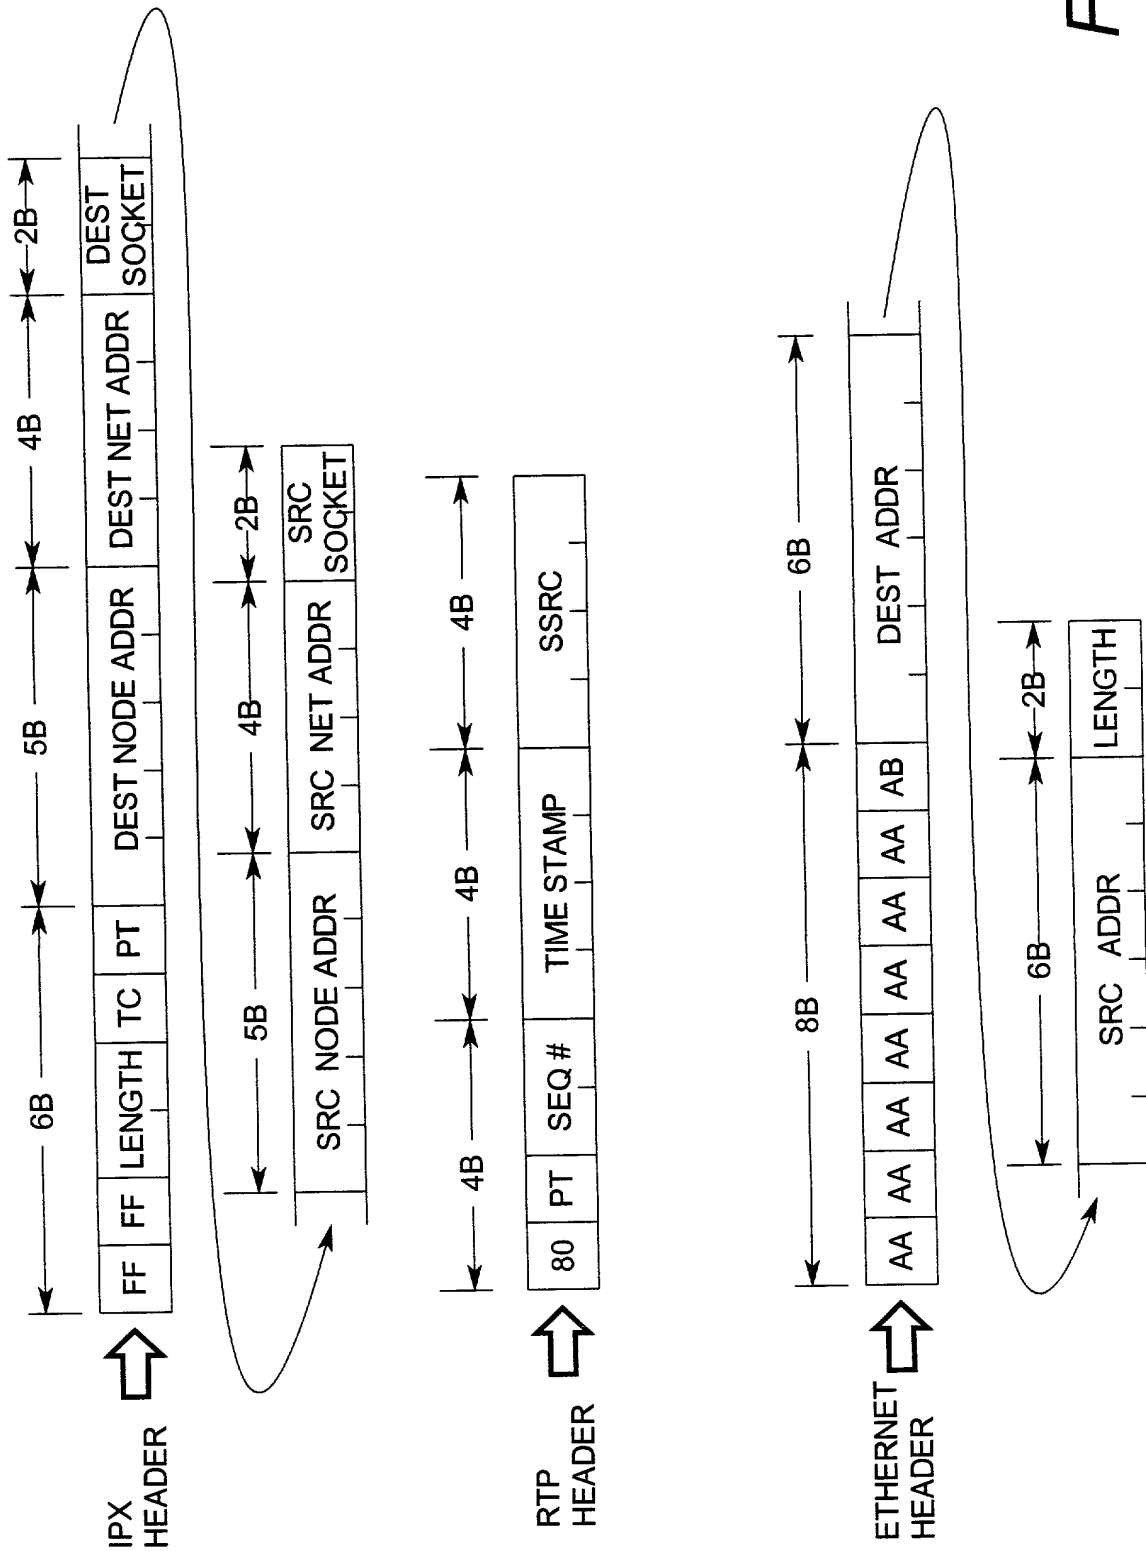 IPX
HEADER
6B
5B
4B
2B
FF
FF
LENGTH
TC
PT
DEST NODE ADDR
DEST NET ADDR
DEST
SOCKET
5B
4B
2B
SRC NODE ADDR
SRC NET ADDR
SRC
SOCKET
RTP
HEADER
4B
4B
4B
80
PT
SEQ #
TIME STAMP
SSRC
ETHERNET
HEADER
8B
6B
AA
AA
AA
AA
AA
AA
AA
AB
DEST ADDR
6B
2B
SRC ADDR
LENGTH
F